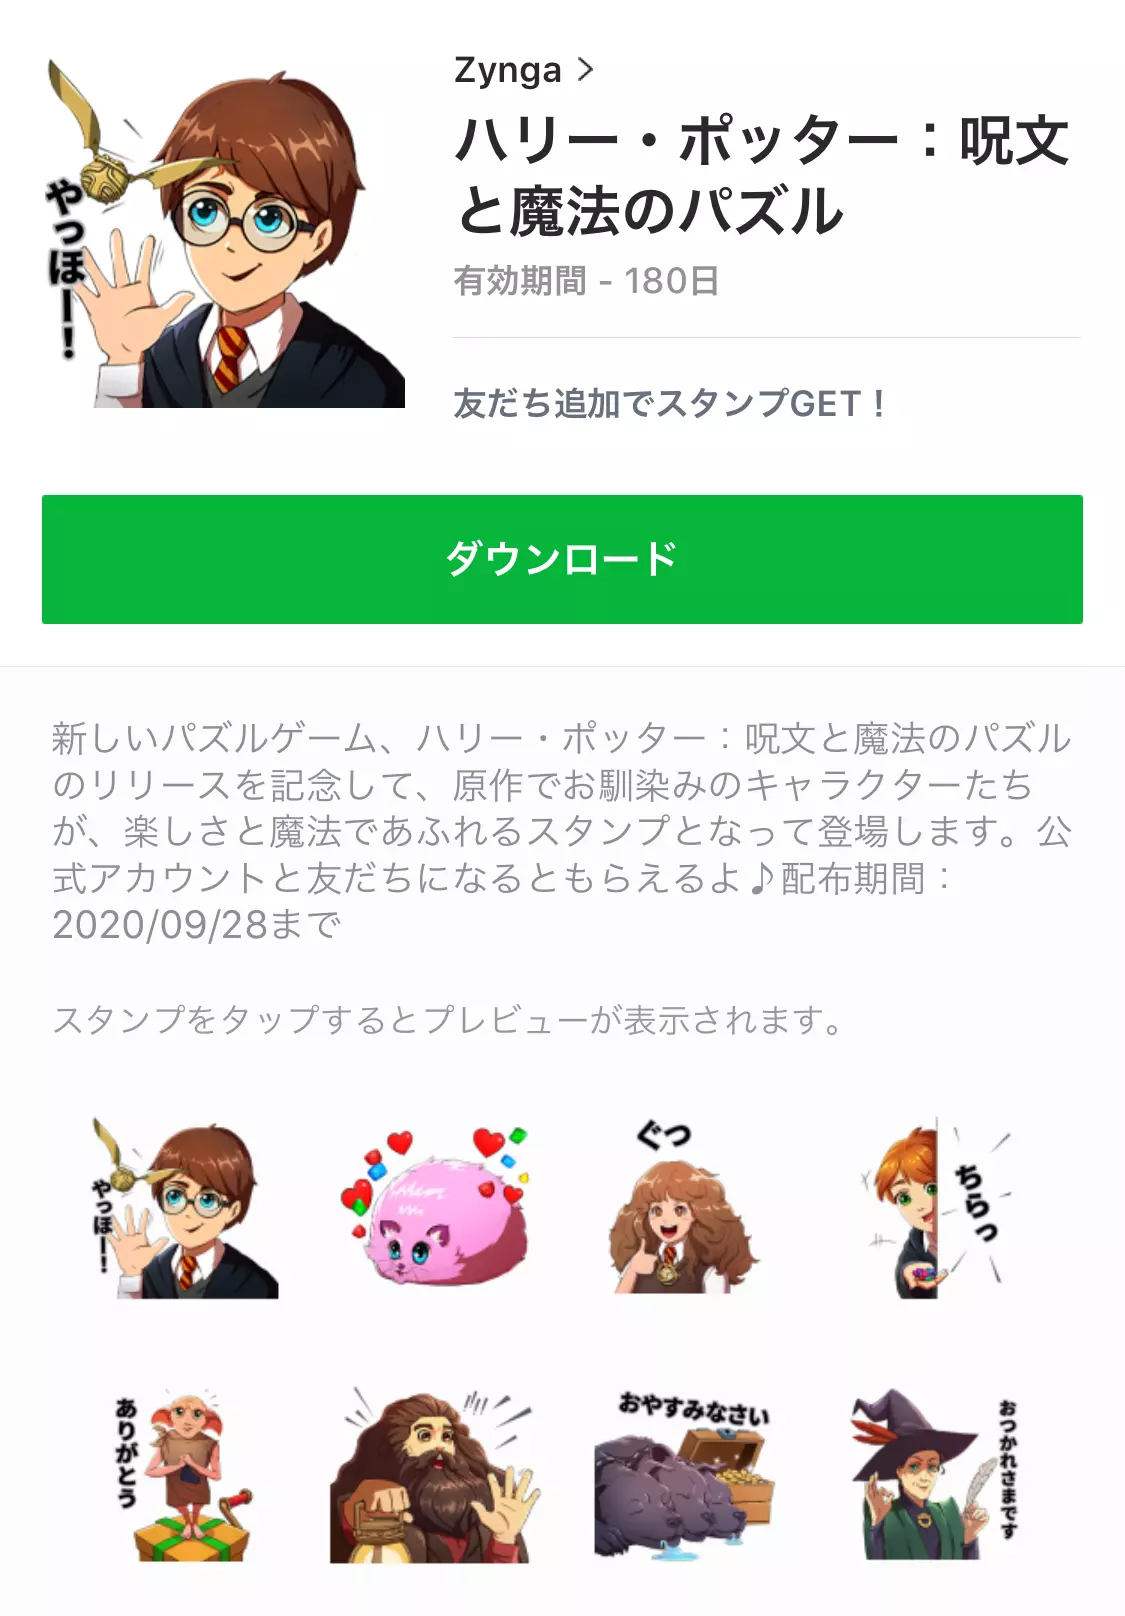 Zynga >
ハリー・ポッター：呪文
と魔法のパズル
有効期間 - 180日
友だち追加でスタンプGET！
やっほー！
ダウンロード
新しいパズルゲーム、ハリー・ポッター：呪文と魔法のパズル
のリリースを記念して、原作でお馴染みのキャラクターたち
が、楽しさと魔法であふれるスタンプとなって登場します。公
式アカウントと友だちになるともらえるよ♪配布期間：
2020/09/28まで
スタンプをタップするとプレビューが表示されます。
やっほー！
ぐっ
ちらっ
ありがとう
おやすみなさい
おつかれさまです